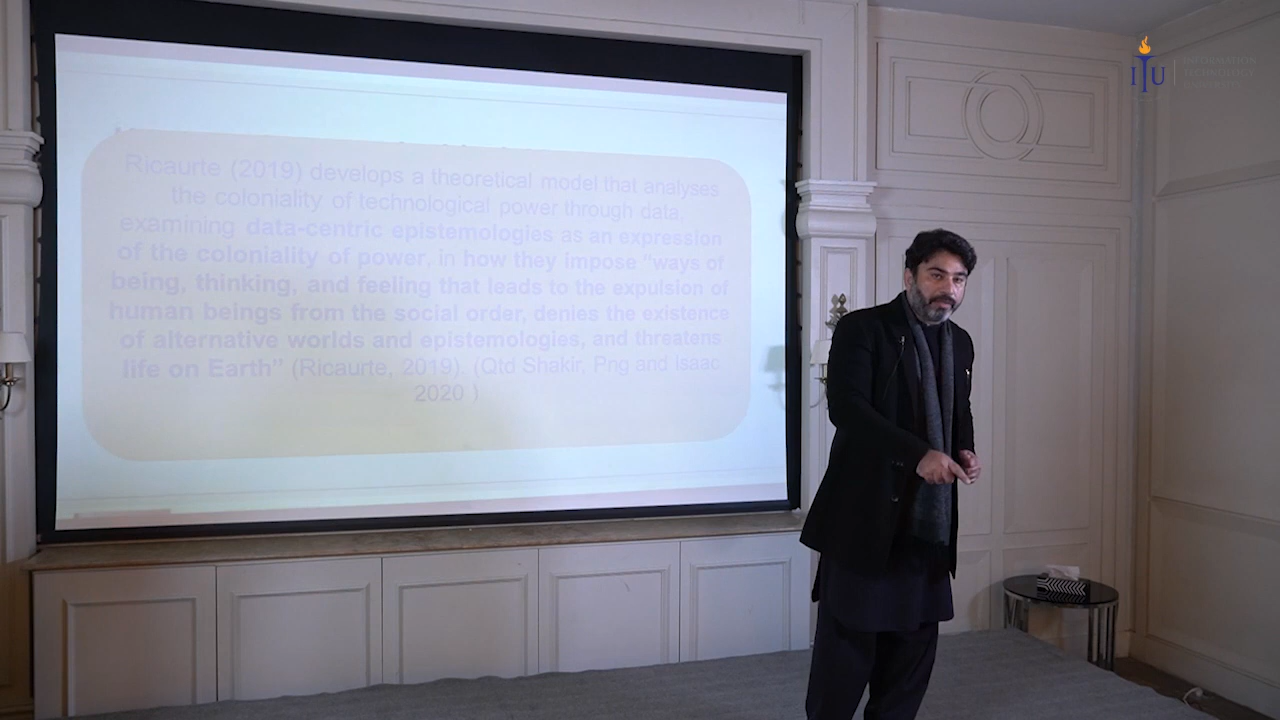 Ricaurte (2019) develops a theoretical model that analyses
the coloniality of technological power through data,
examining data-centric epistemologies as an expression
of the coloniality of power, in how they impose "ways of
being, thinking, and feeling that leads to the expulsion of
human beings from the social order, denies the existence
of alternative worlds and epistemologies, and threatens
life on Earth" (Ricaurte, 2019). (Qtd Shakir, Png and Isaac
2020 )
ITU
INFORMATION
TECHNOLOGY
UNIVERSITY